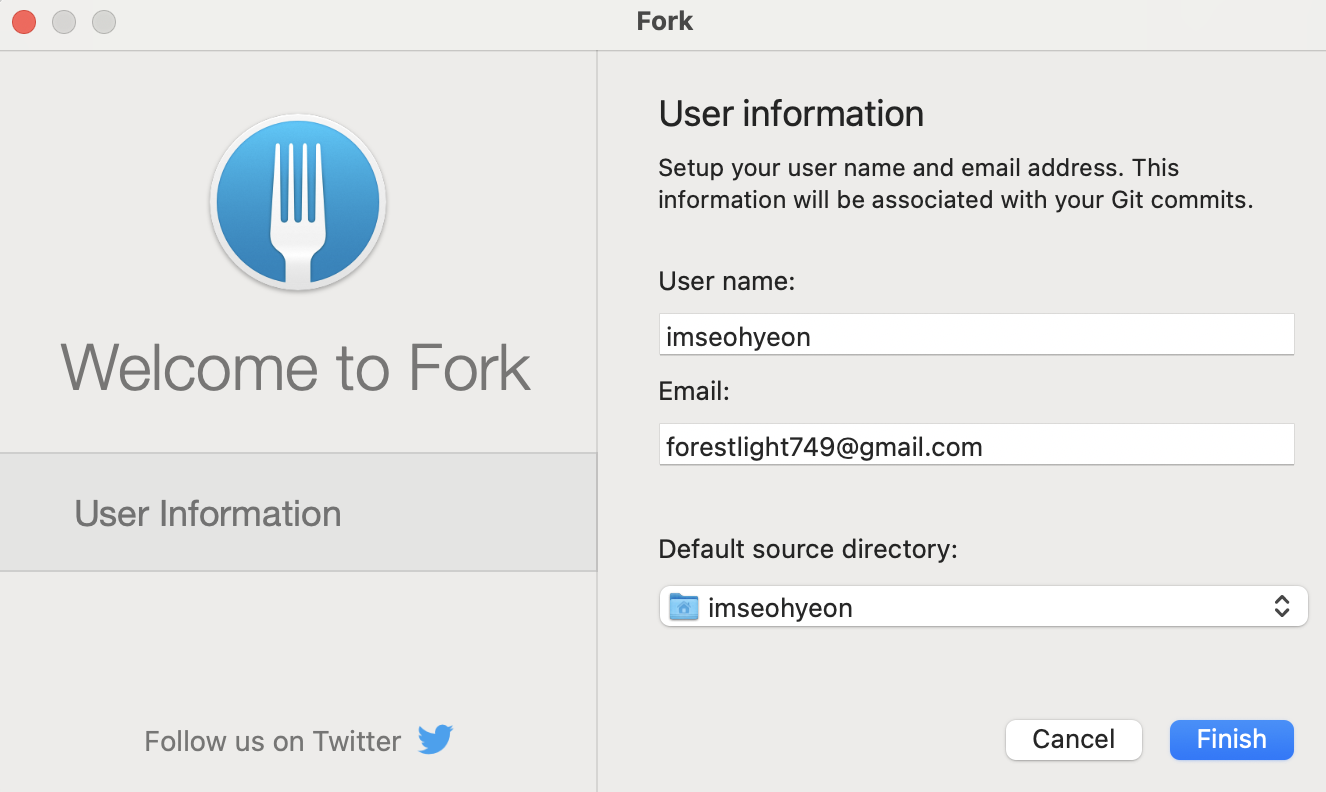 Fork
Welcome to Fork
User Information
Follow us on Twitter
User information
Setup your user name and email address. This
information will be associated with your Git commits.
User name:
imseohyeon
Email:
forestlight749@gmail.com
Default source directory:
imseohyeon
Cancel
Finish